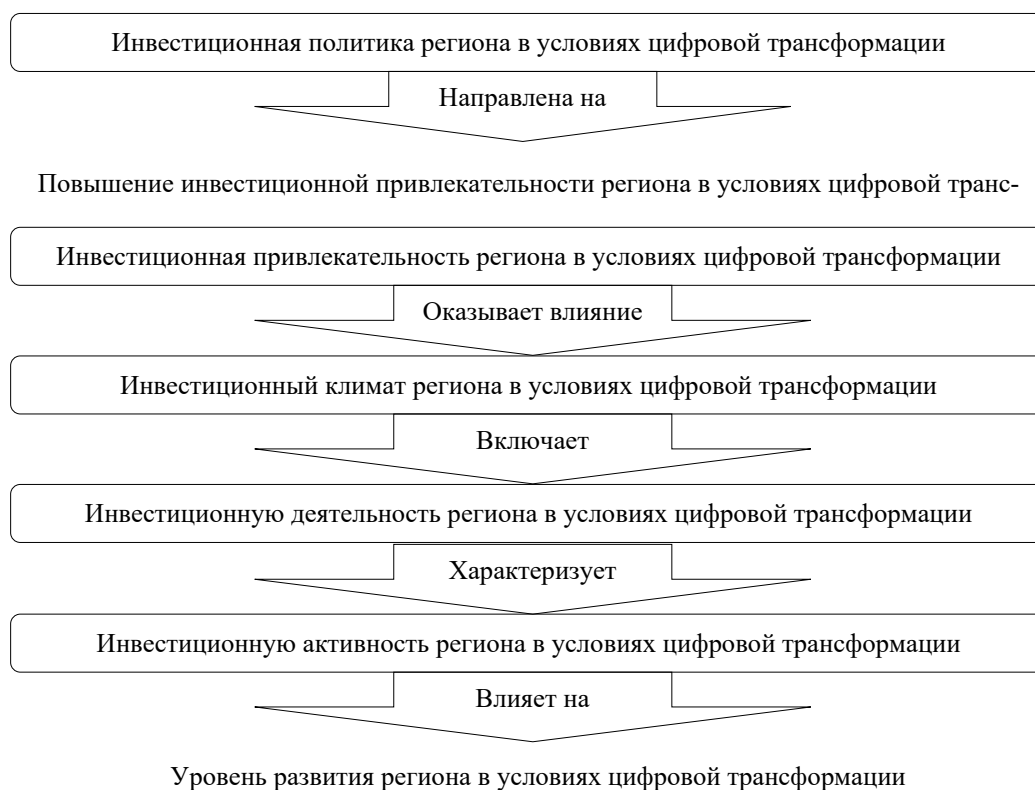 Инвестиционная политика региона в условиях цифровой трансформации
Направлена на
Повышение инвестиционной привлекательности региона в условиях цифровой транс-
Инвестиционная привлекательность региона в условиях цифровой трансформации
Оказывает влияние
Инвестиционный климат региона в условиях цифровой трансформации
Включает
Инвестиционную деятельность региона в условиях цифровой трансформации
Характеризует
Инвестиционную активность региона в условиях цифровой трансформации
Влияет на
Уровень развития региона в условиях цифровой трансформации